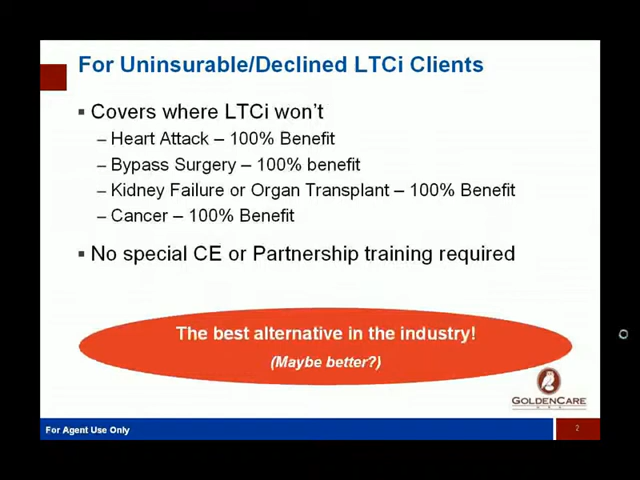 For Uninsurable/Declined LTCi Clients
▪ Covers where LTCi won't
– Heart Attack – 100% Benefit
– Bypass Surgery – 100% benefit
– Kidney Failure or Organ Transplant – 100% Benefit
– Cancer – 100% Benefit
▪ No special CE or Partnership training required
The best alternative in the industry!
(Maybe better?)
GOLDENCARE
For Agent Use Only
2